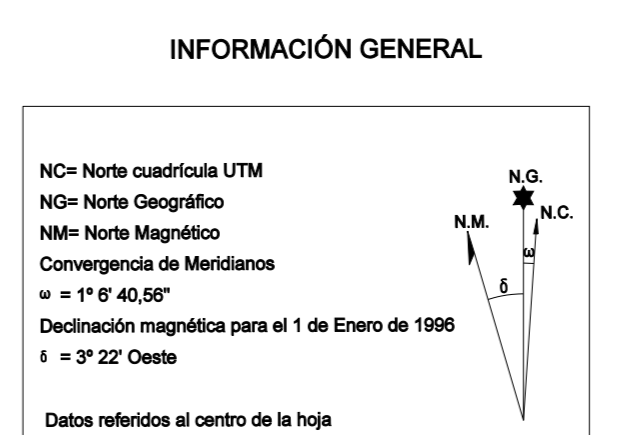 INFORMACIÓN GENERAL
NC= Norte cuadrícula UTM
NG= Norte Geográfico
NM= Norte Magnético
Convergencia de Meridianos
ω = 1º 6' 40,56"
Declinación magnética para el 1 de Enero de 1996
δ = 3º 22' Oeste
Datos referidos al centro de la hoja
N.G.
N.C.
N.M.
ω
δ